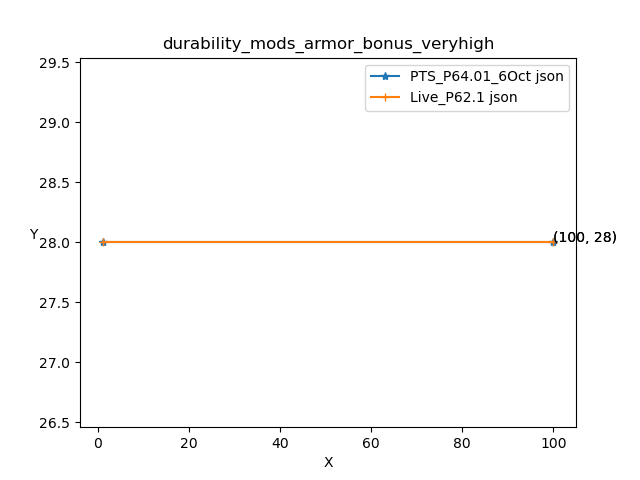 durability_mods_armor_bonus_veryhigh
PTS_P64.01_6Oct json
Live_P62.1 json
29.5
29.0
28.5
28.0
27.5
27.0
26.5
Y
(100, 28)
0
20
40
60
80
100
X